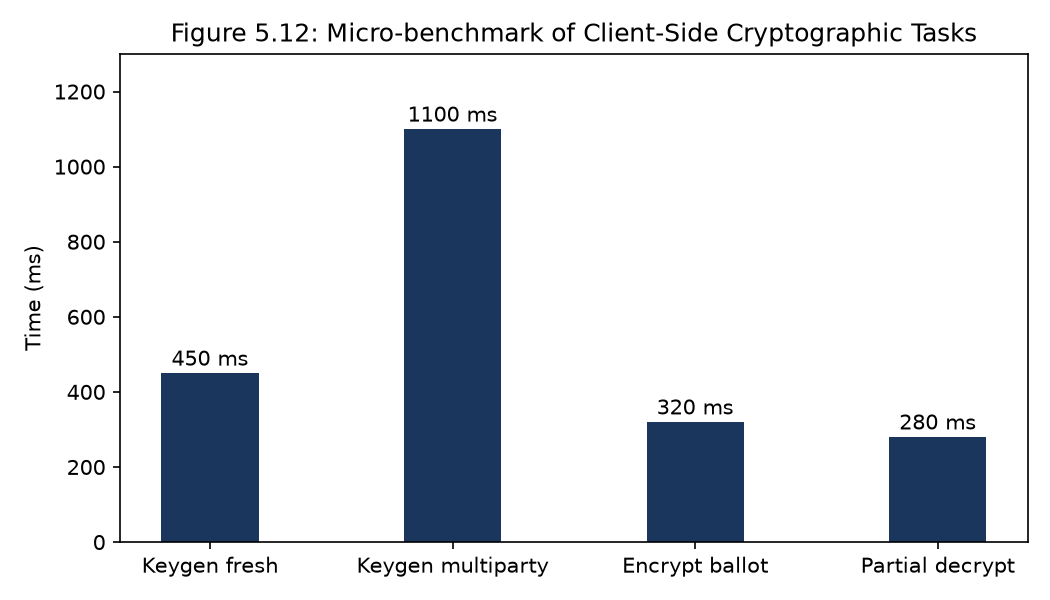 Figure 5.12: Micro-benchmark of Client-Side Cryptographic Tasks
Time (ms)
1200
1000
800
600
400
200
0
450 ms
1100 ms
320 ms
280 ms
Keygen fresh
Keygen multiparty
Encrypt ballot
Partial decrypt